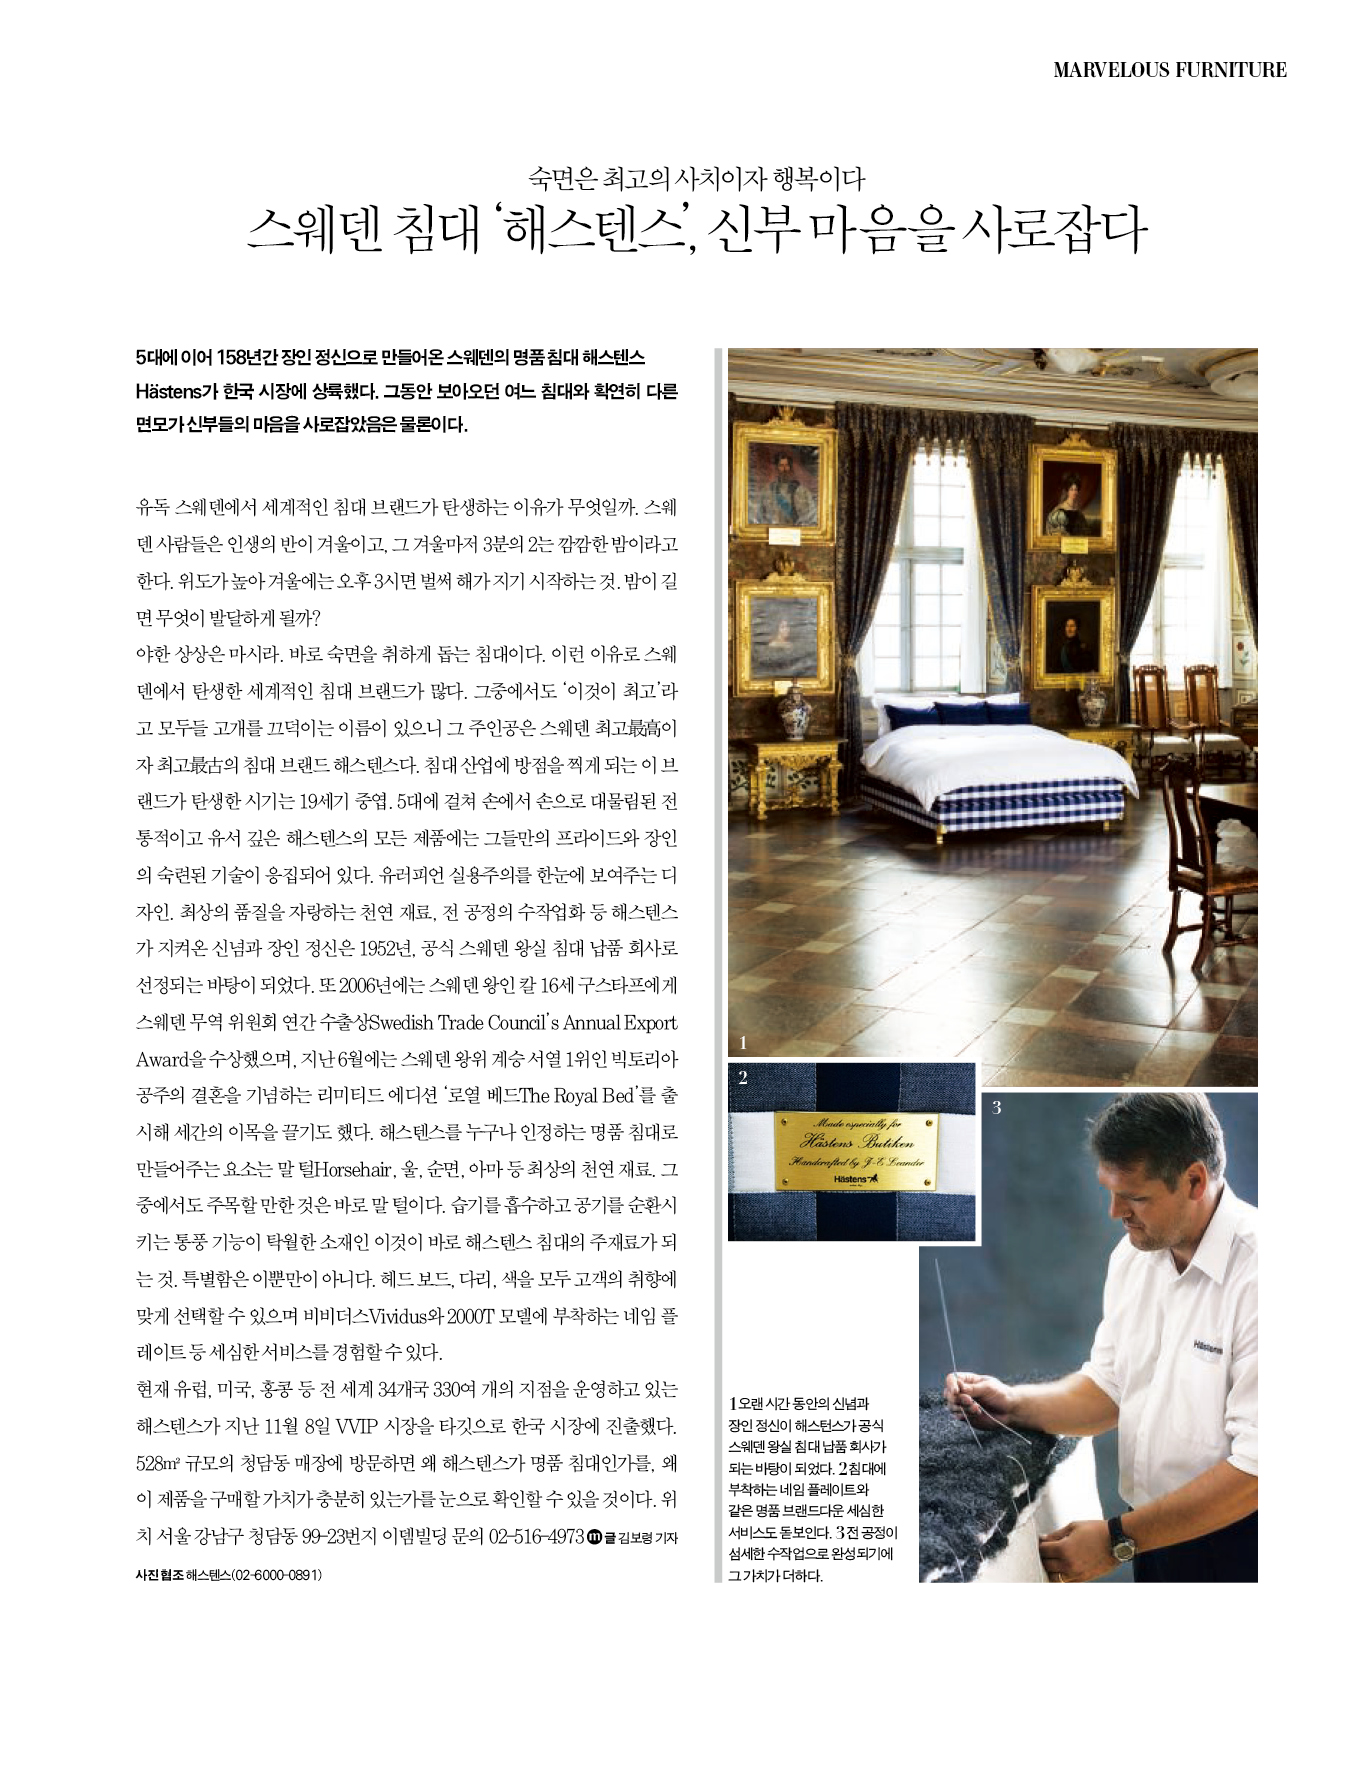 MARVELOUS FURNITURE
숙면은 최고의 사치이자 행복이다
스웨덴 침대 ‘해스텐스’, 신부 마음을 사로잡다
5대에 이어 158년간 장인 정신으로 만들어온 스웨덴의 명품 침대 해스텐스
Hästens가 한국 시장에 상륙했다. 그동안 보아오던 여느 침대와 확연히 다른
면모가 신부들의 마음을 사로잡았음은 물론이다.
유독 스웨덴에서 세계적인 침대 브랜드가 탄생하는 이유가 무엇일까. 스웨
덴 사람들은 인생의 반이 겨울이고, 그 겨울마저 3분의 2는 깜깜한 밤이라고
한다. 위도가 높아 겨울에는 오후 3시면 벌써 해가 지기 시작하는 것. 밤이 길
면 무엇이 발달하게 될까?
야한 상상은 마시라. 바로 숙면을 취하게 돕는 침대이다. 이런 이유로 스웨
덴에서 탄생한 세계적인 침대 브랜드가 많다. 그중에서도 ‘이것이 최고’라
고 모두들 고개를 끄덕이는 이름이 있으니 그 주인공은 스웨덴 최고最高이
자 최고最古의 침대 브랜드 해스텐스다. 침대 산업에 방점을 찍게 되는 이 브
랜드가 탄생한 시기는 19세기 중엽. 5대에 걸쳐 손에서 손으로 대물림된 전
통적이고 유서 깊은 해스텐스의 모든 제품에는 그들만의 프라이드와 장인
의 숙련된 기술이 응집되어 있다. 유러피언 실용주의를 한눈에 보여주는 디
자인. 최상의 품질을 자랑하는 천연 재료, 전 공정의 수작업화 등 해스텐스
가 지켜온 신념과 장인 정신은 1952년, 공식 스웨덴 왕실 침대 납품 회사로
선정되는 바탕이 되었다. 또 2006년에는 스웨덴 왕인 칼 16세 구스타프에게
스웨덴 무역 위원회 연간 수출상Swedish Trade Council’s Annual Export
Award을 수상했으며, 지난 6월에는 스웨덴 왕위 계승 서열 1위인 빅토리아
공주의 결혼을 기념하는 리미티드 에디션 ‘로열 베드The Royal Bed’를 출
시해 세간의 이목을 끌기도 했다. 해스텐스를 누구나 인정하는 명품 침대로
만들어주는 요소는 말 털Horsehair, 울, 순면, 아마 등 최상의 천연 재료. 그
중에서도 주목할 만한 것은 바로 말 털이다. 습기를 흡수하고 공기를 순환시
키는 통풍 기능이 탁월한 소재인 이것이 바로 해스텐스 침대의 주재료가 되
는 것. 특별함은 이뿐만이 아니다. 헤드 보드, 다리, 색을 모두 고객의 취향에
맞게 선택할 수 있으며 비비더스Vividus와 2000T 모델에 부착하는 네임 플
레이트 등 세심한 서비스를 경험할 수 있다.
현재 유럽, 미국, 홍콩 등 전 세계 34개국 330여 개의 지점을 운영하고 있는
해스텐스가 지난 11월 8일 VVIP 시장을 타깃으로 한국 시장에 진출했다.
528㎡ 규모의 청담동 매장에 방문하면 왜 해스텐스가 명품 침대인가를, 왜
이 제품을 구매할 가치가 충분히 있는가를 눈으로 확인할 수 있을 것이다. 위
치 서울 강남구 청담동 99-23번지 이뎀빌딩 문의 02-516-4973 m 글 김보령 기자
사진 협조 해스텐스(02-6000-0891)
1
2
Made especially for
Hästens Butiken
Handcrafted by J-E Leander
Hästens
3
Hästens
1 오랜 시간 동안의 신념과
장인 정신이 해스턴스가 공식
스웨덴 왕실 침대 납품 회사가
되는 바탕이 되었다. 2 침대에
부착하는 네임 플레이트와
같은 명품 브랜드다운 세심한
서비스도 돋보인다. 3 전 공정이
섬세한 수작업으로 완성되기에
그 가치가 더하다.